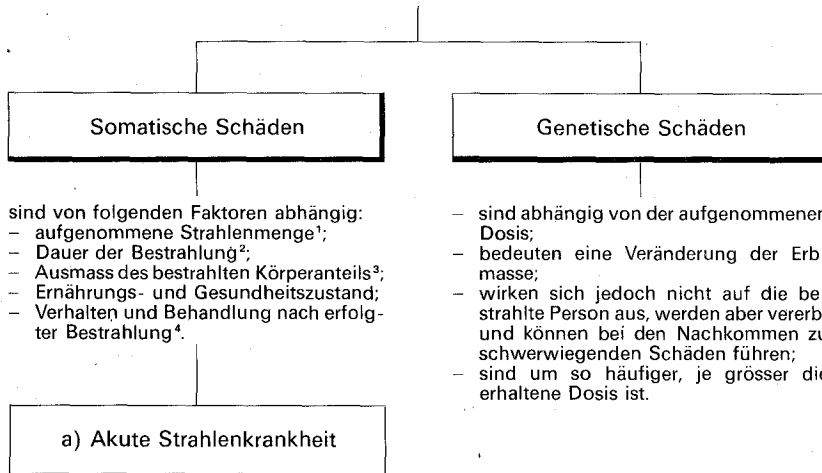 Somatische Schäden
sind von folgenden Faktoren abhängig:
– aufgenommene Strahlenmenge¹;
– Dauer der Bestrahlung²;
– Ausmass des bestrahlten Körperanteils³;
– Ernährungs- und Gesundheitszustand;
– Verhalten und Behandlung nach erfolg-
ter Bestrahlung⁴.
a) Akute Strahlenkrankheit
Genetische Schäden
– sind abhängig von der aufgenommenen
Dosis;
– bedeuten eine Veränderung der Erb
masse;
– wirken sich jedoch nicht auf die be
strahlte Person aus, werden aber vererb
und können bei den Nachkommen zu
schwerwiegenden Schäden führen;
– sind um so häufiger, je grösser die
erhaltene Dosis ist.